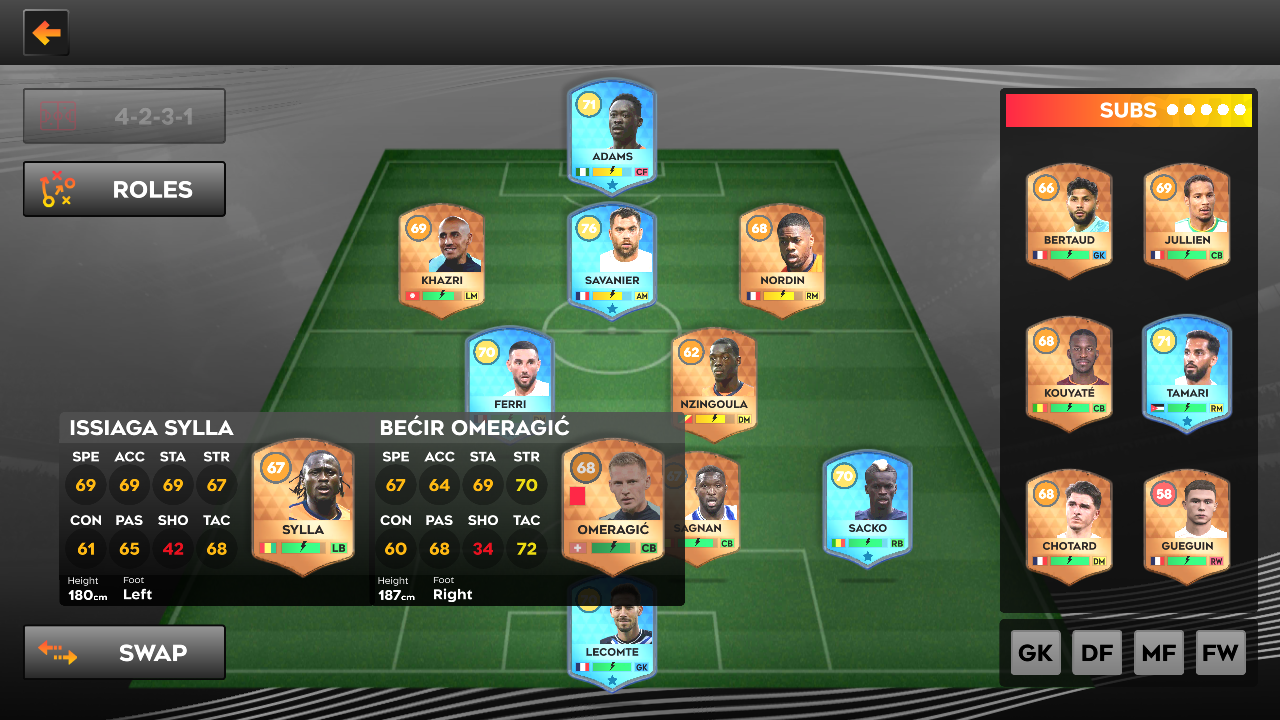 4-2-3-1
ROLES
71
ADAMS
CF
69
KHAZRI
LM
76
SAVANIER
AM
68
NORDIN
RM
70
FERRI
62
NZINGOULA
DM
ISSIAGA SYLLA
SPE ACC STA STR
69 69 69 67
CON PAS SHO TAC
61 65 42 68
Height Foot
180cm Left
67
SYLLA
LB
BEĆIR OMERAGIĆ
SPE ACC STA STR
67 64 69 70
CON PAS SHO TAC
60 68 34 72
Height Foot
187cm Right
68
OMERAGIĆ
CB
SAGNAN
CB
70
SACKO
RB
LECOMTE
GK
SWAP
SUBS
66
BERTAUD
GK
69
JULLIEN
CB
68
KOUYATÉ
CB
71
TAMARI
RM
68
CHOTARD
DM
58
GUEGUIN
RW
GK DF MF FW